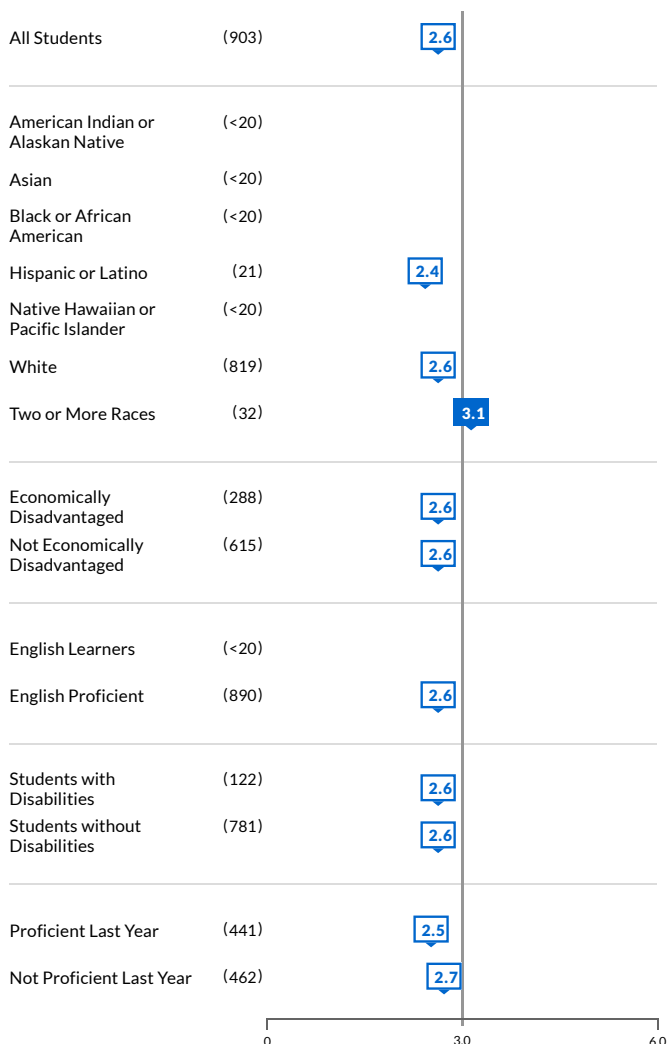 All Students (903) 2.6
American Indian or (<20)
Alaskan Native
Asian (<20)
Black or African (<20)
American
Hispanic or Latino (21) 2.4
Native Hawaiian or (<20)
Pacific Islander
White (819) 2.6
Two or More Races (32) 3.1
Economically (288) 2.6
Disadvantaged
Not Economically (615) 2.6
Disadvantaged
English Learners (<20)
English Proficient (890) 2.6
Students with (122) 2.6
Disabilities
Students without (781) 2.6
Disabilities
Proficient Last Year (441) 2.5
Not Proficient Last Year (462) 2.7
0 3.0 6.0